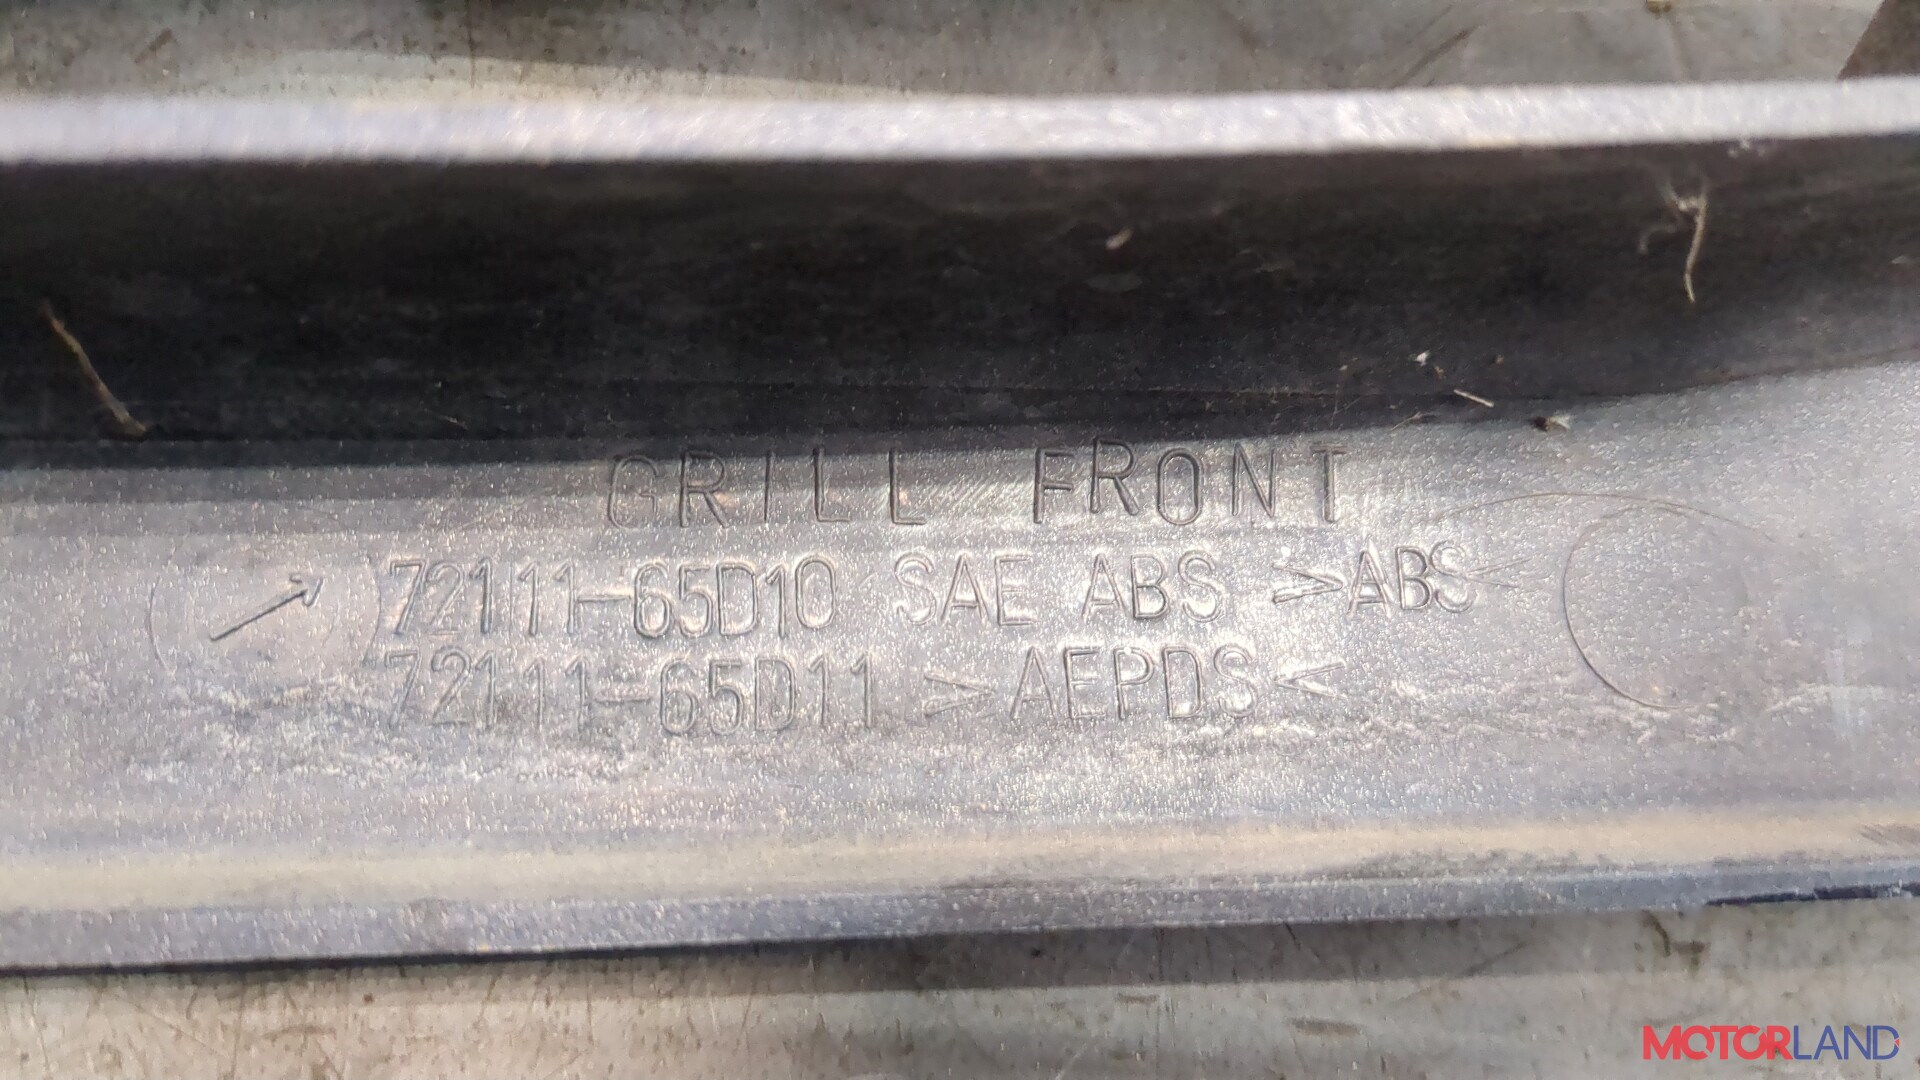 GRILL FRONT
72111-65D10 SAE ABS >ABS<
72111-65D11 >AEPDS<
MOTORLAND